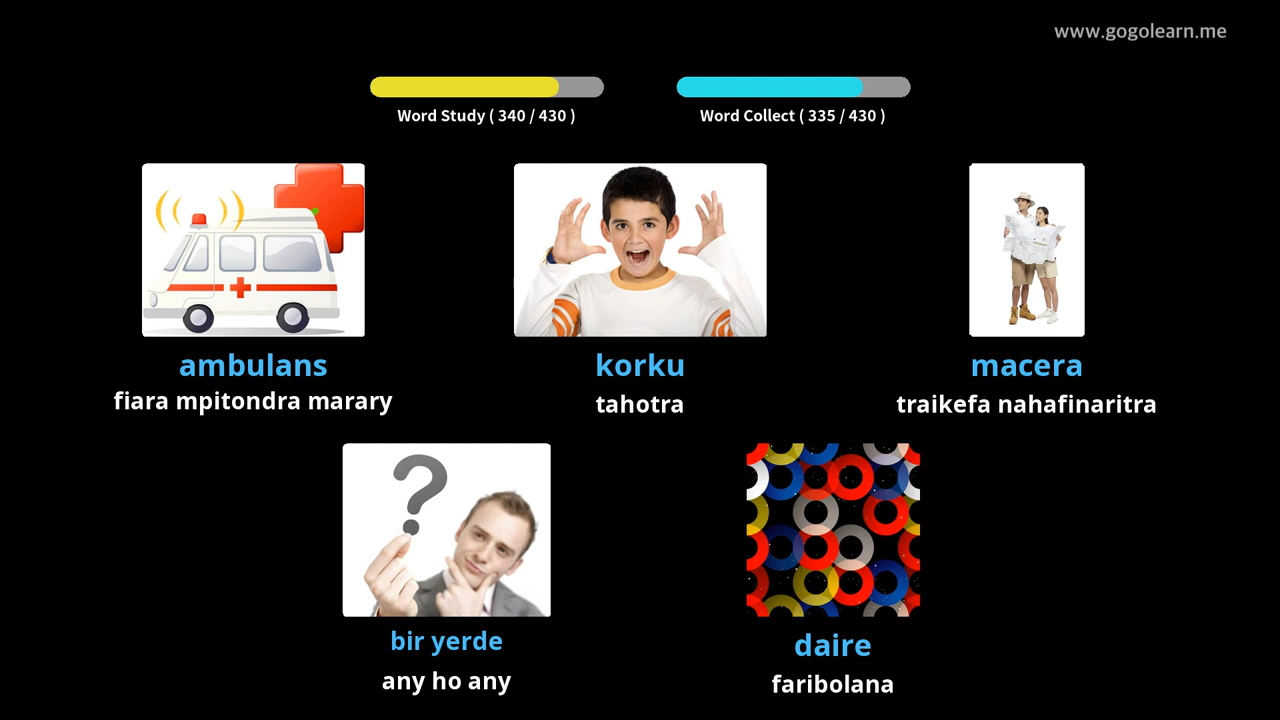 www.gogolearn.me
Word Study ( 340 / 430 )
Word Collect ( 335 / 430 )
ambulans
fiara mpitondra marary
korku
tahotra
macera
traikefa nahafinaritra
bir yerde
any ho any
daire
faribolana